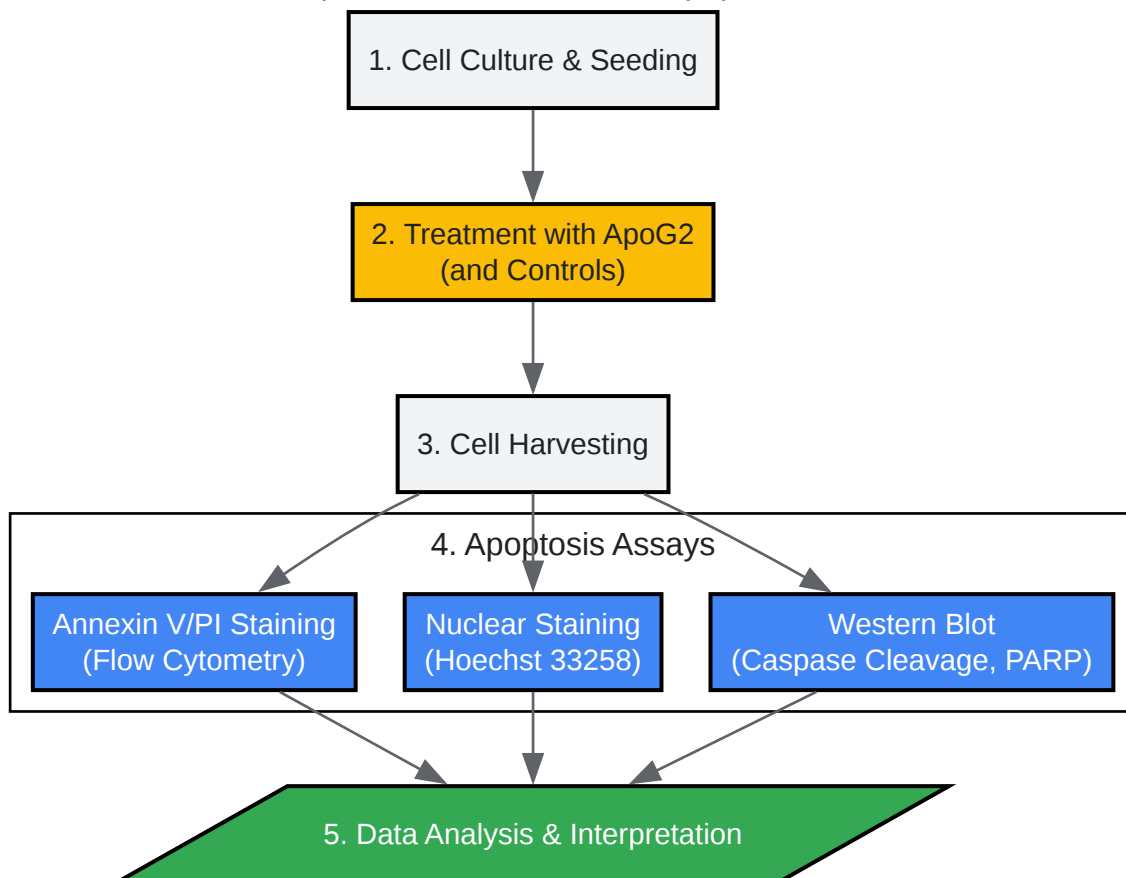 1. Cell Culture & Seeding
2. Treatment with ApoG2
(and Controls)
3. Cell Harvesting
4. Apoptosis Assays
Annexin V/PI Staining
(Flow Cytometry)
Nuclear Staining
(Hoechst 33258)
Western Blot
(Caspase Cleavage, PARP)
5. Data Analysis & Interpretation